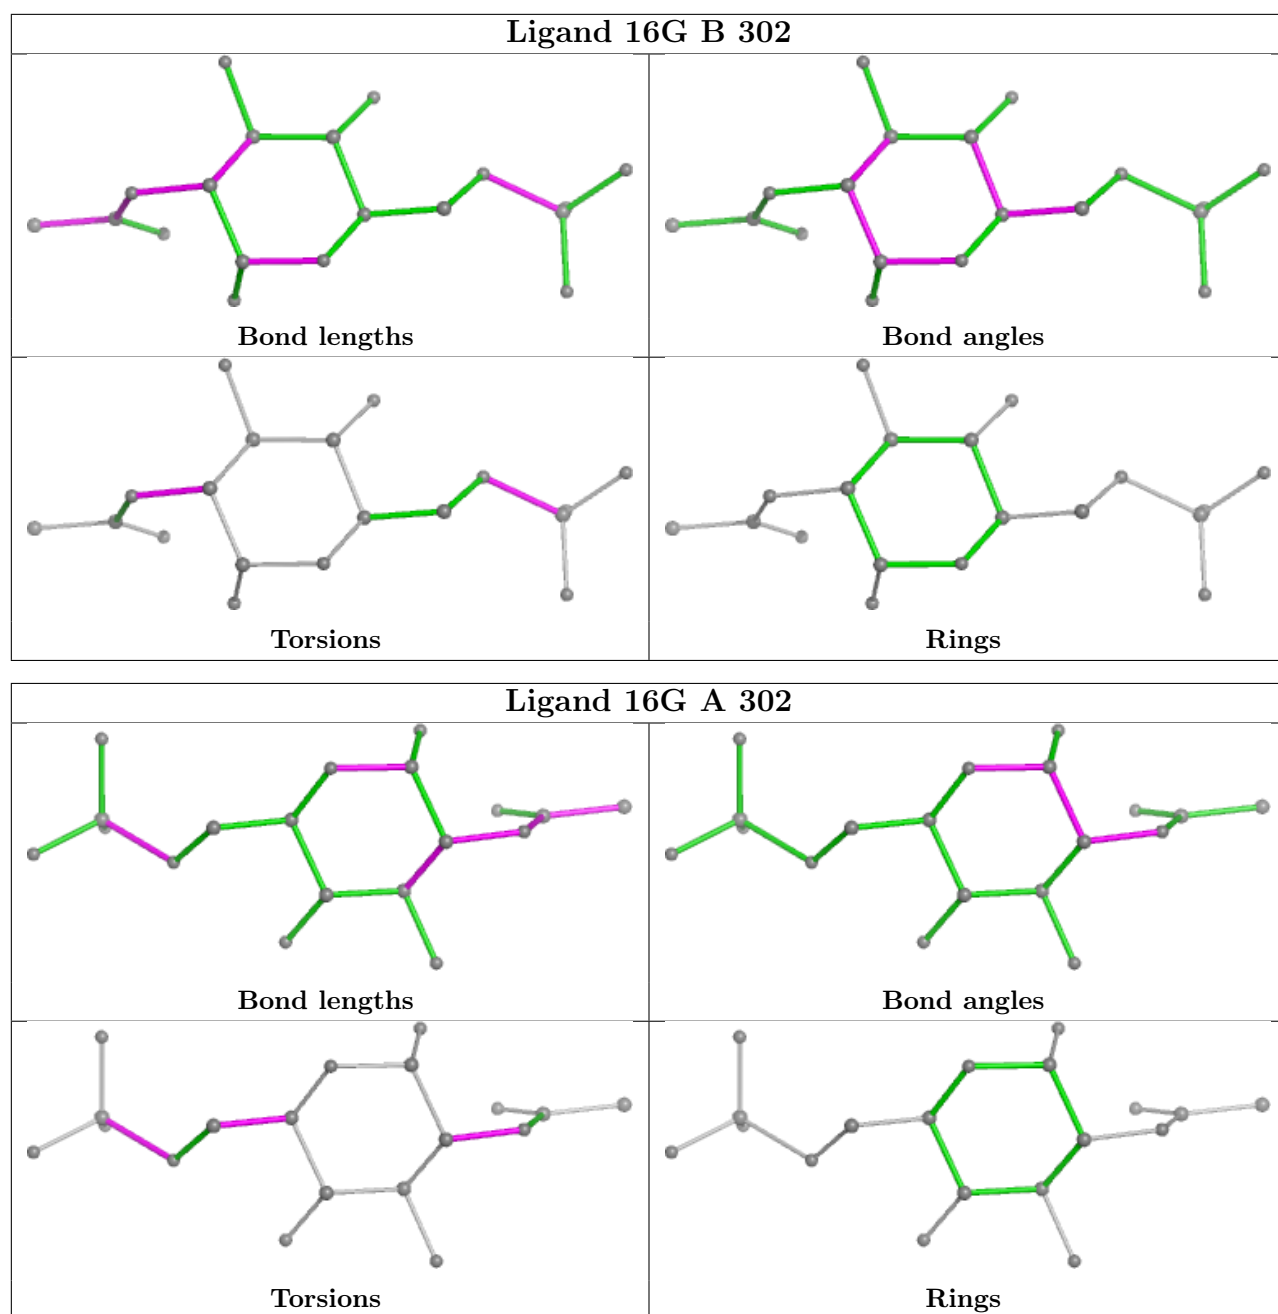 Ligand 16G B 302
Bond lengths
Bond angles
Torsions
Rings
Ligand 16G A 302
Bond lengths
Bond angles
Torsions
Rings